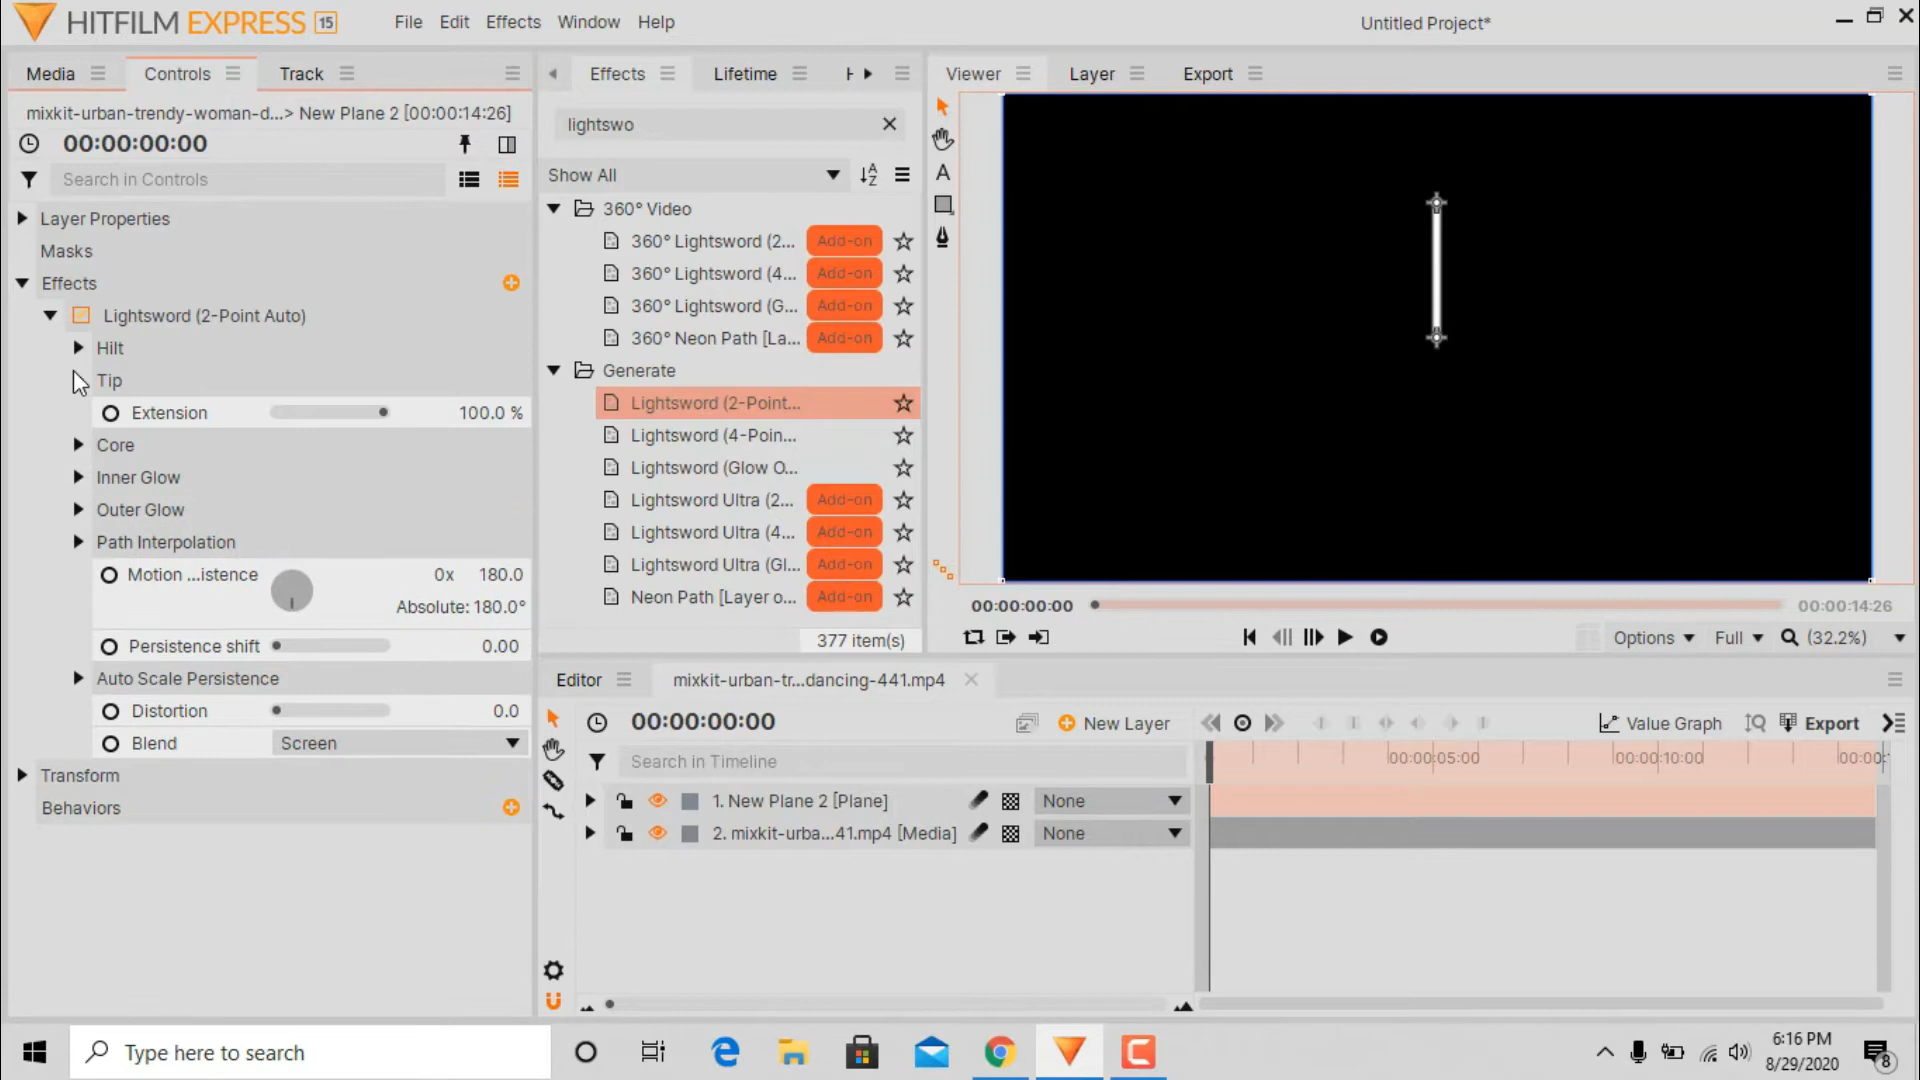 HITFILM EXPRESS 15
File Edit Effects Window Help
Untitled Project*
Media Controls Track
mixkit-urban-trendy-woman-d...> New Plane 2 [00:00:14:26]
00:00:00:00
Search in Controls
Layer Properties
Masks
Effects
Lightsword (2-Point Auto)
Hilt
Tip
Extension 100.0 %
Core
Inner Glow
Outer Glow
Path Interpolation
Motion ...istence 0x 180.0
Absolute: 180.0°
Persistence shift 0.00
Auto Scale Persistence
Distortion 0.0
Blend Screen
Transform
Behaviors
Effects Lifetime
lightswo
Show All
360° Video
360° Lightsword (2... Add-on
360° Lightsword (4... Add-on
360° Lightsword (G... Add-on
360° Neon Path [La... Add-on
Generate
Lightsword (2-Point...
Lightsword (4-Poin...
Lightsword (Glow O...
Lightsword Ultra (2... Add-on
Lightsword Ultra (4... Add-on
Lightsword Ultra (Gl... Add-on
Neon Path [Layer o... Add-on
377 item(s)
Viewer Layer Export
A
00:00:00:00 00:00:14:26
Options Full (32.2%)
Editor mixkit-urban-tr...dancing-441.mp4
00:00:00:00 New Layer Value Graph Export
Search in Timeline 00:00:05:00 00:00:10:00 00:00:
1. New Plane 2 [Plane] None
2. mixkit-urba...41.mp4 [Media] None
Type here to search
6:16 PM
8/29/2020
8